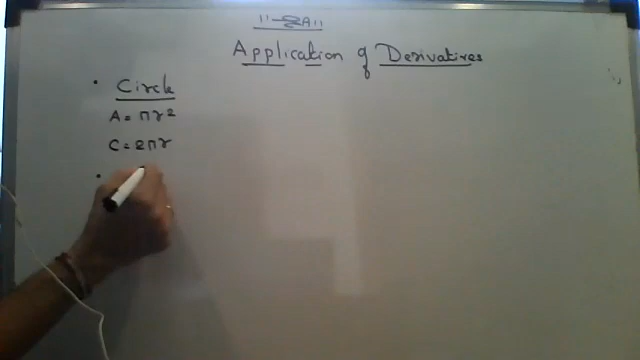 Application of Derivatives
• Circle
A = πr²
C = 2πr
•